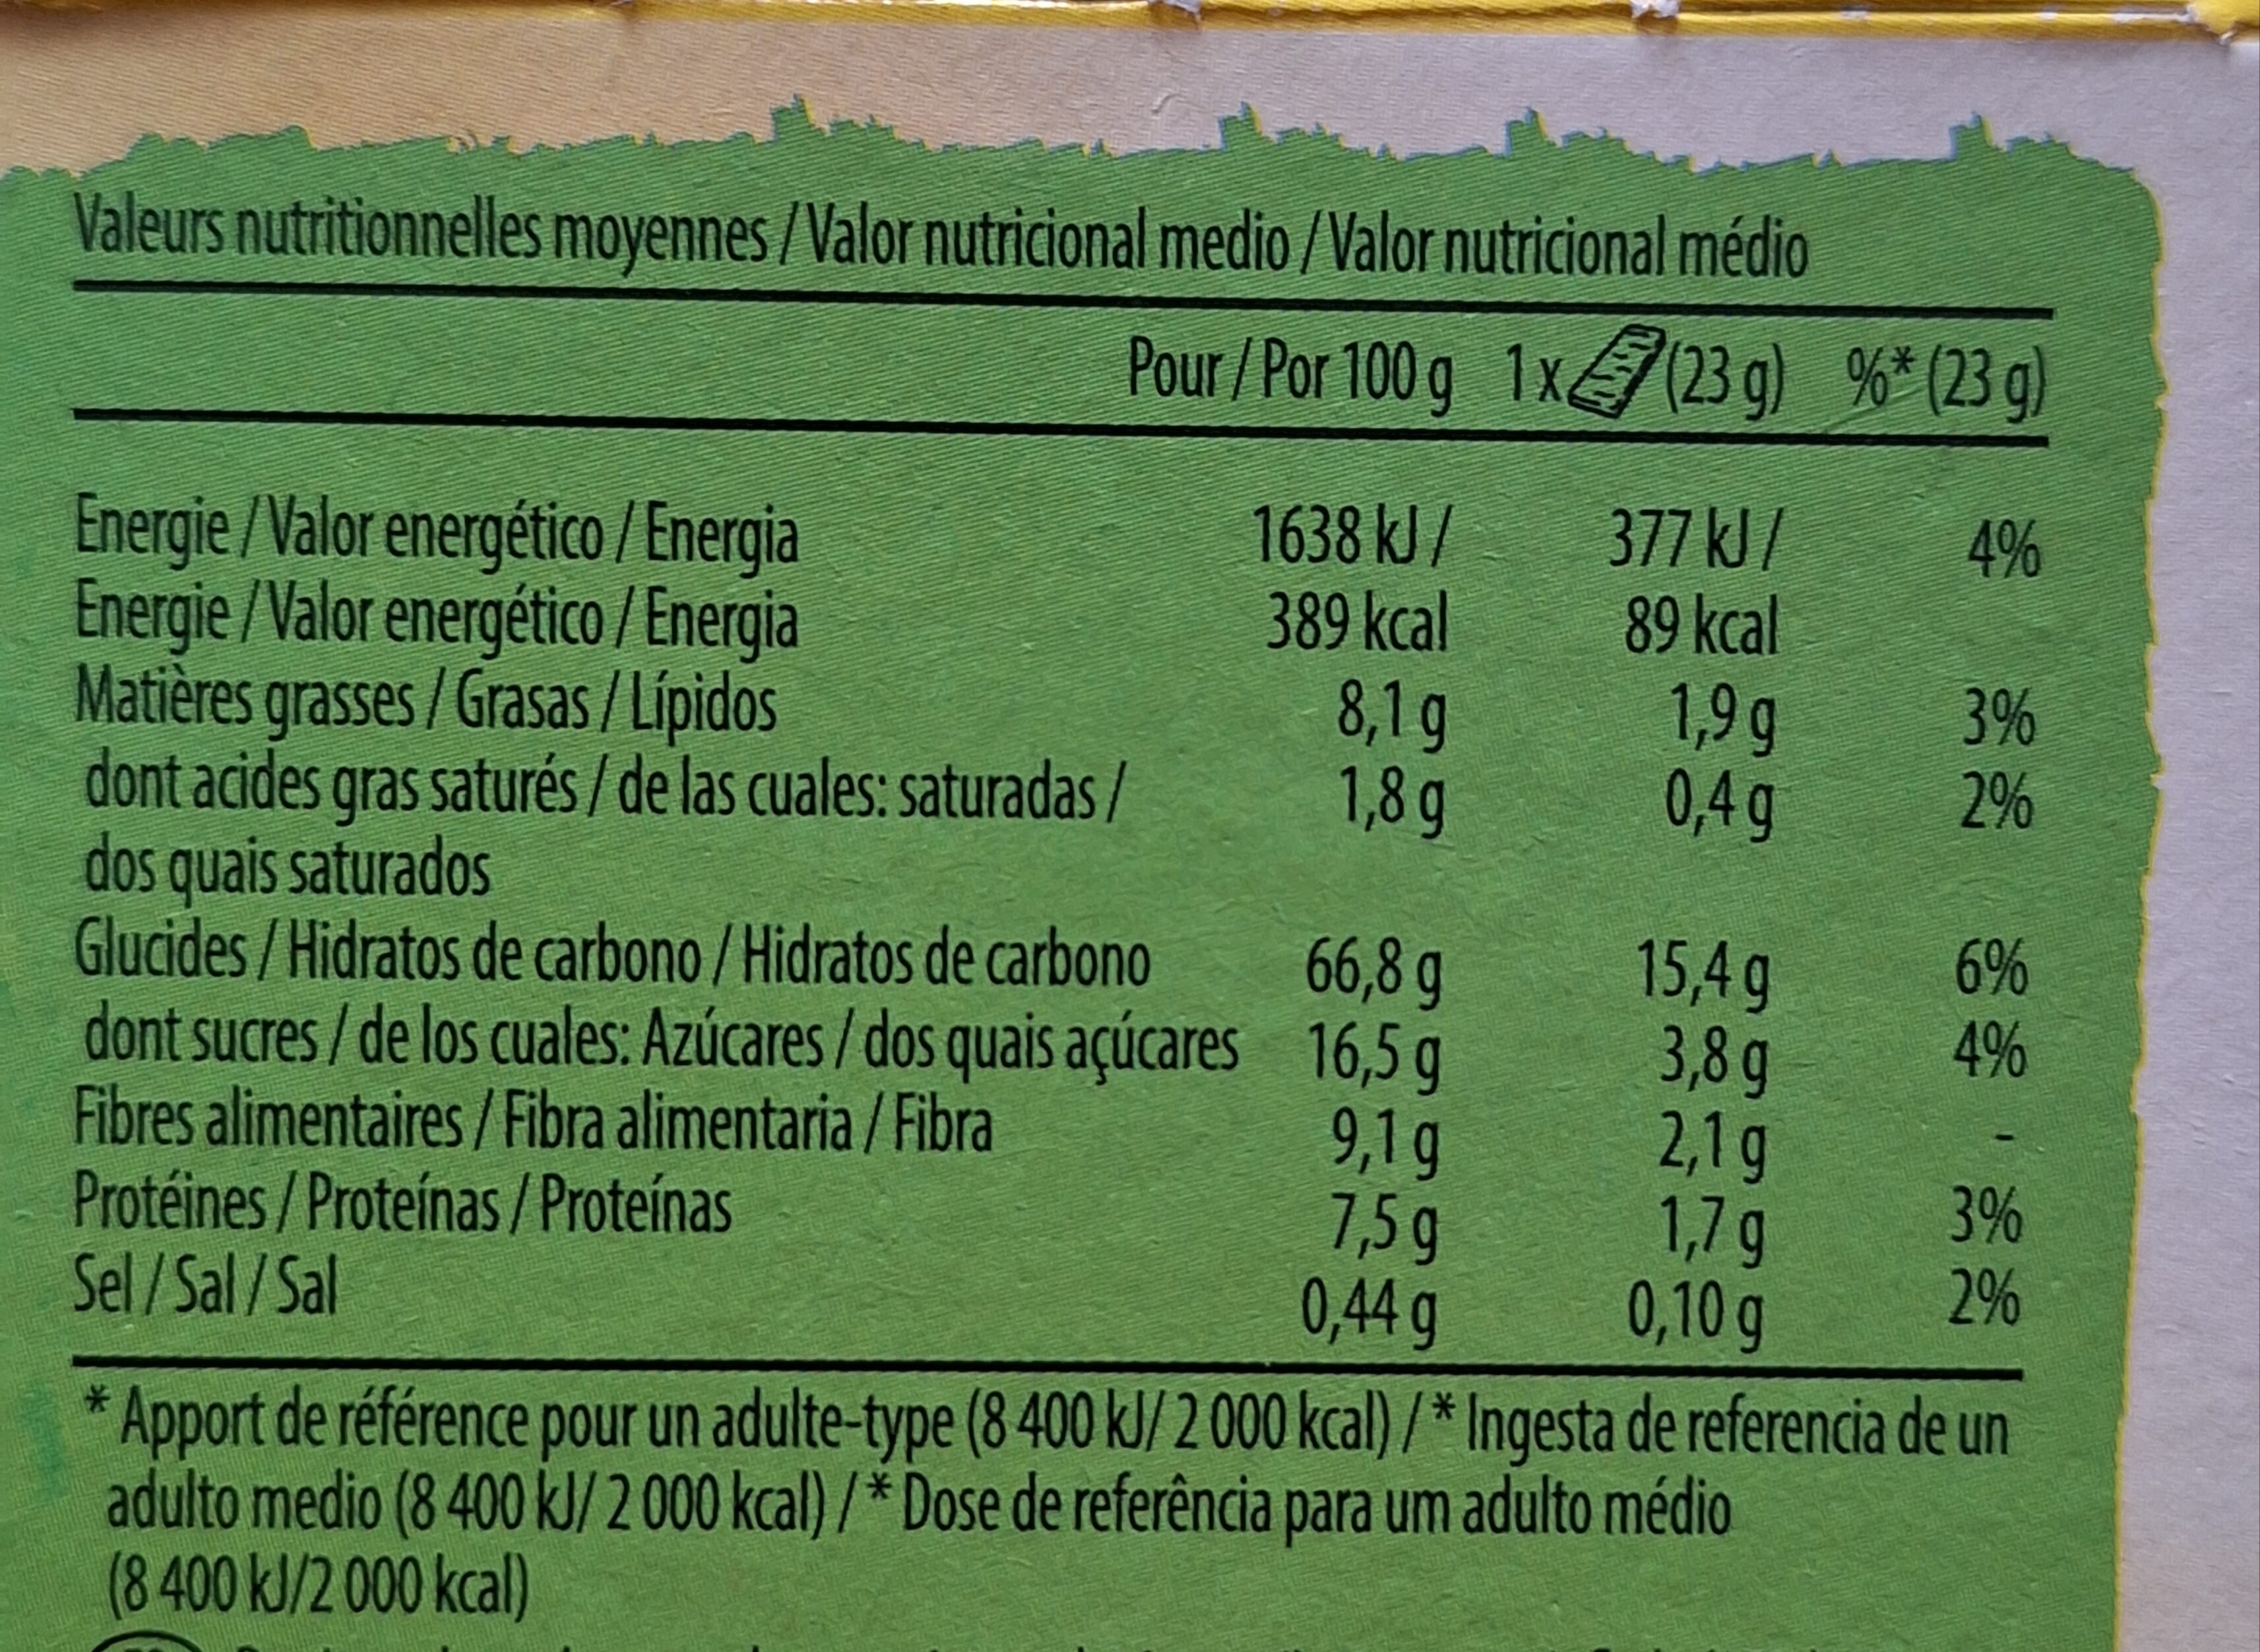 Valeurs nutritionnelles moyennes / Valor nutricional medio / Valor nutricional médio
Pour / Por 100 g 1 x (23 g) %* (23 g)
Energie / Valor energético / Energia 1638 kJ / 377 kJ / 4%
Energie / Valor energético / Energia 389 kcal 89 kcal
Matières grasses / Grasas / Lípidos 8,1 g 1,9 g 3%
dont acides gras saturés / de las cuales: saturadas / 1,8 g 0,4 g 2%
dos quais saturados
Glucides / Hidratos de carbono / Hidratos de carbono 66,8 g 15,4 g 6%
dont sucres / de los cuales: Azúcares / dos quais açúcares 16,5 g 3,8 g 4%
Fibres alimentaires / Fibra alimentaria / Fibra 9,1 g 2,1 g -
Protéines / Proteínas / Proteínas 7,5 g 1,7 g 3%
Sel / Sal / Sal 0,44 g 0,10 g 2%
* Apport de référence pour un adulte-type (8 400 kJ/ 2 000 kcal) / * Ingesta de referencia de un
adulto medio (8 400 kJ/ 2 000 kcal) / * Dose de referência para um adulto médio
(8 400 kJ/2 000 kcal)